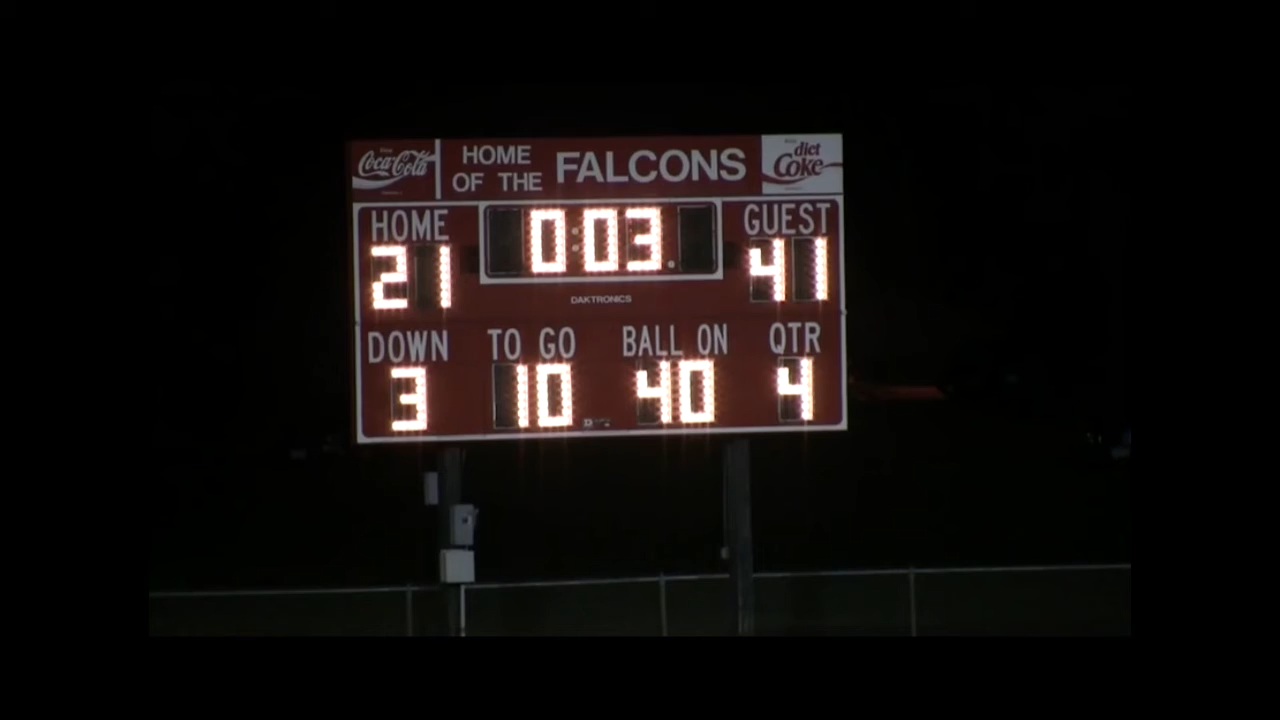 Coca-Cola
HOME OF THE FALCONS
diet Coke
HOME 0:03 GUEST
21 41
DAKTRONICS
DOWN TO GO BALL ON QTR
3 10 40 4